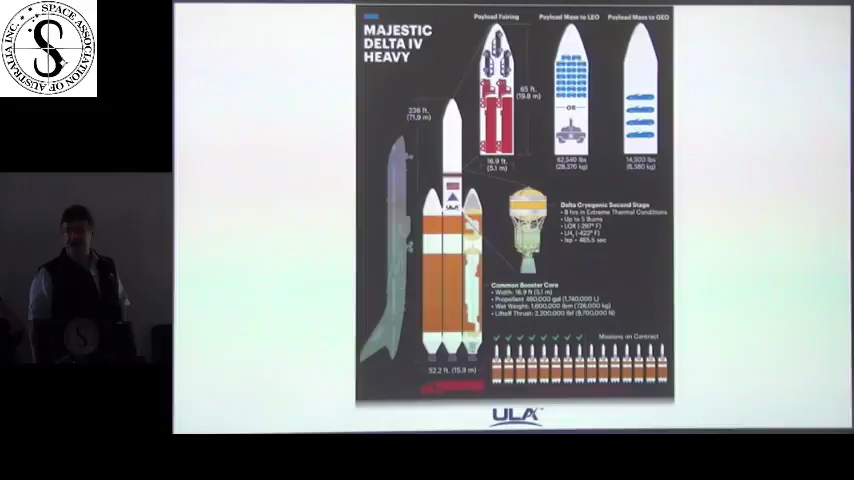 SPACE ASSOCIATION OF AUSTRALIA INC.
S
MAJESTIC
DELTA IV
HEAVY
Payload Fairing
Payload Mass to LEO
Payload Mass to GEO
236 ft.
(71.9 m)
65 ft.
(19.8 m)
OR
16.9 ft.
(5.1 m)
62,540 lbs
(28,370 kg)
14,500 lbs
(6,580 kg)
ULA
Delta Cryogenic Second Stage
• 8 hrs in Extreme Thermal Conditions
• Up to 5 Burns
• LOX (-297° F)
• LH₂ (-423° F)
• Isp - 465.5 sec
Common Booster Core
• Width: 16.9 ft (5.1 m)
• Propellant 460,000 gal (1,740,000 L)
• Wet Weight: 1,600,000 lbm (726,000 kg)
• Liftoff Thrust: 2,200,000 lbf (9,700,000 N)
Missions on Contract
52.2 ft. (15.9 m)
ULA